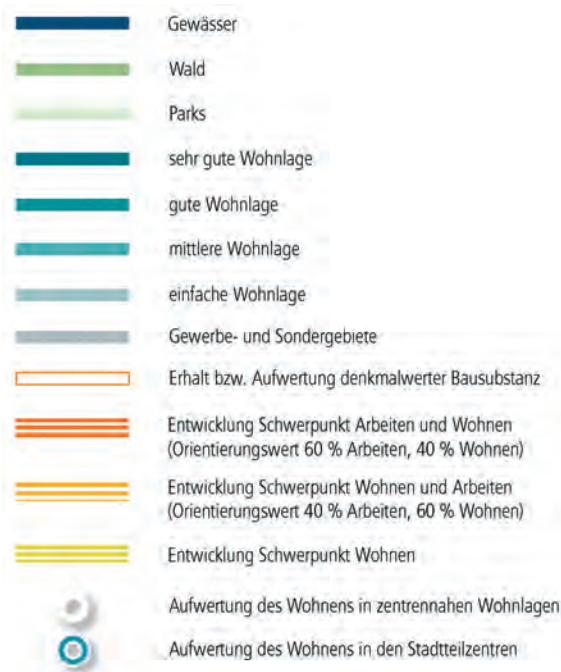 Gewässer
Wald
Parks
sehr gute Wohnlage
gute Wohnlage
mittlere Wohnlage
einfache Wohnlage
Gewerbe- und Sondergebiete
Erhalt bzw. Aufwertung denkmalwerter Bausubstanz
Entwicklung Schwerpunkt Arbeiten und Wohnen
(Orientierungswert 60 % Arbeiten, 40 % Wohnen)
Entwicklung Schwerpunkt Wohnen und Arbeiten
(Orientierungswert 40 % Arbeiten, 60 % Wohnen)
Entwicklung Schwerpunkt Wohnen
Aufwertung des Wohnens in zentrennahen Wohnlagen
Aufwertung des Wohnens in den Stadtteilzentren